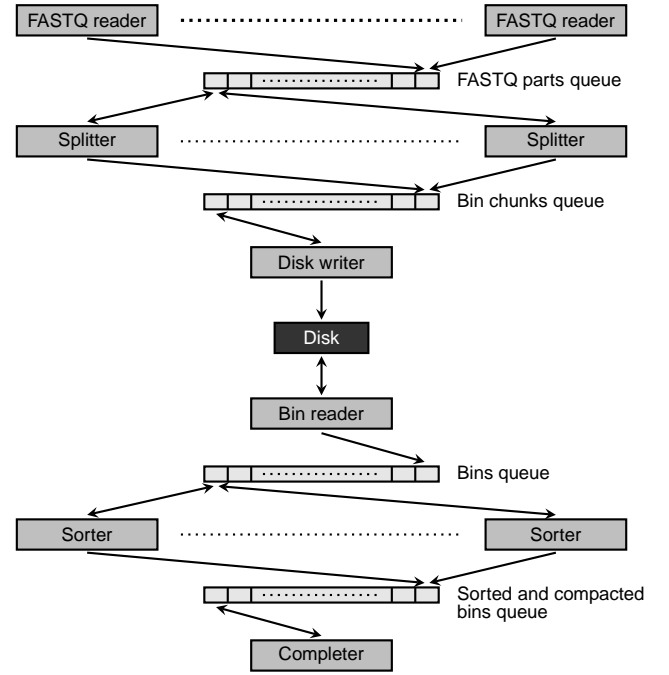 FASTQ reader
FASTQ reader
FASTQ parts queue
Splitter
Splitter
Bin chunks queue
Disk writer
Disk
Bin reader
Bins queue
Sorter
Sorter
Sorted and compacted
bins queue
Completer